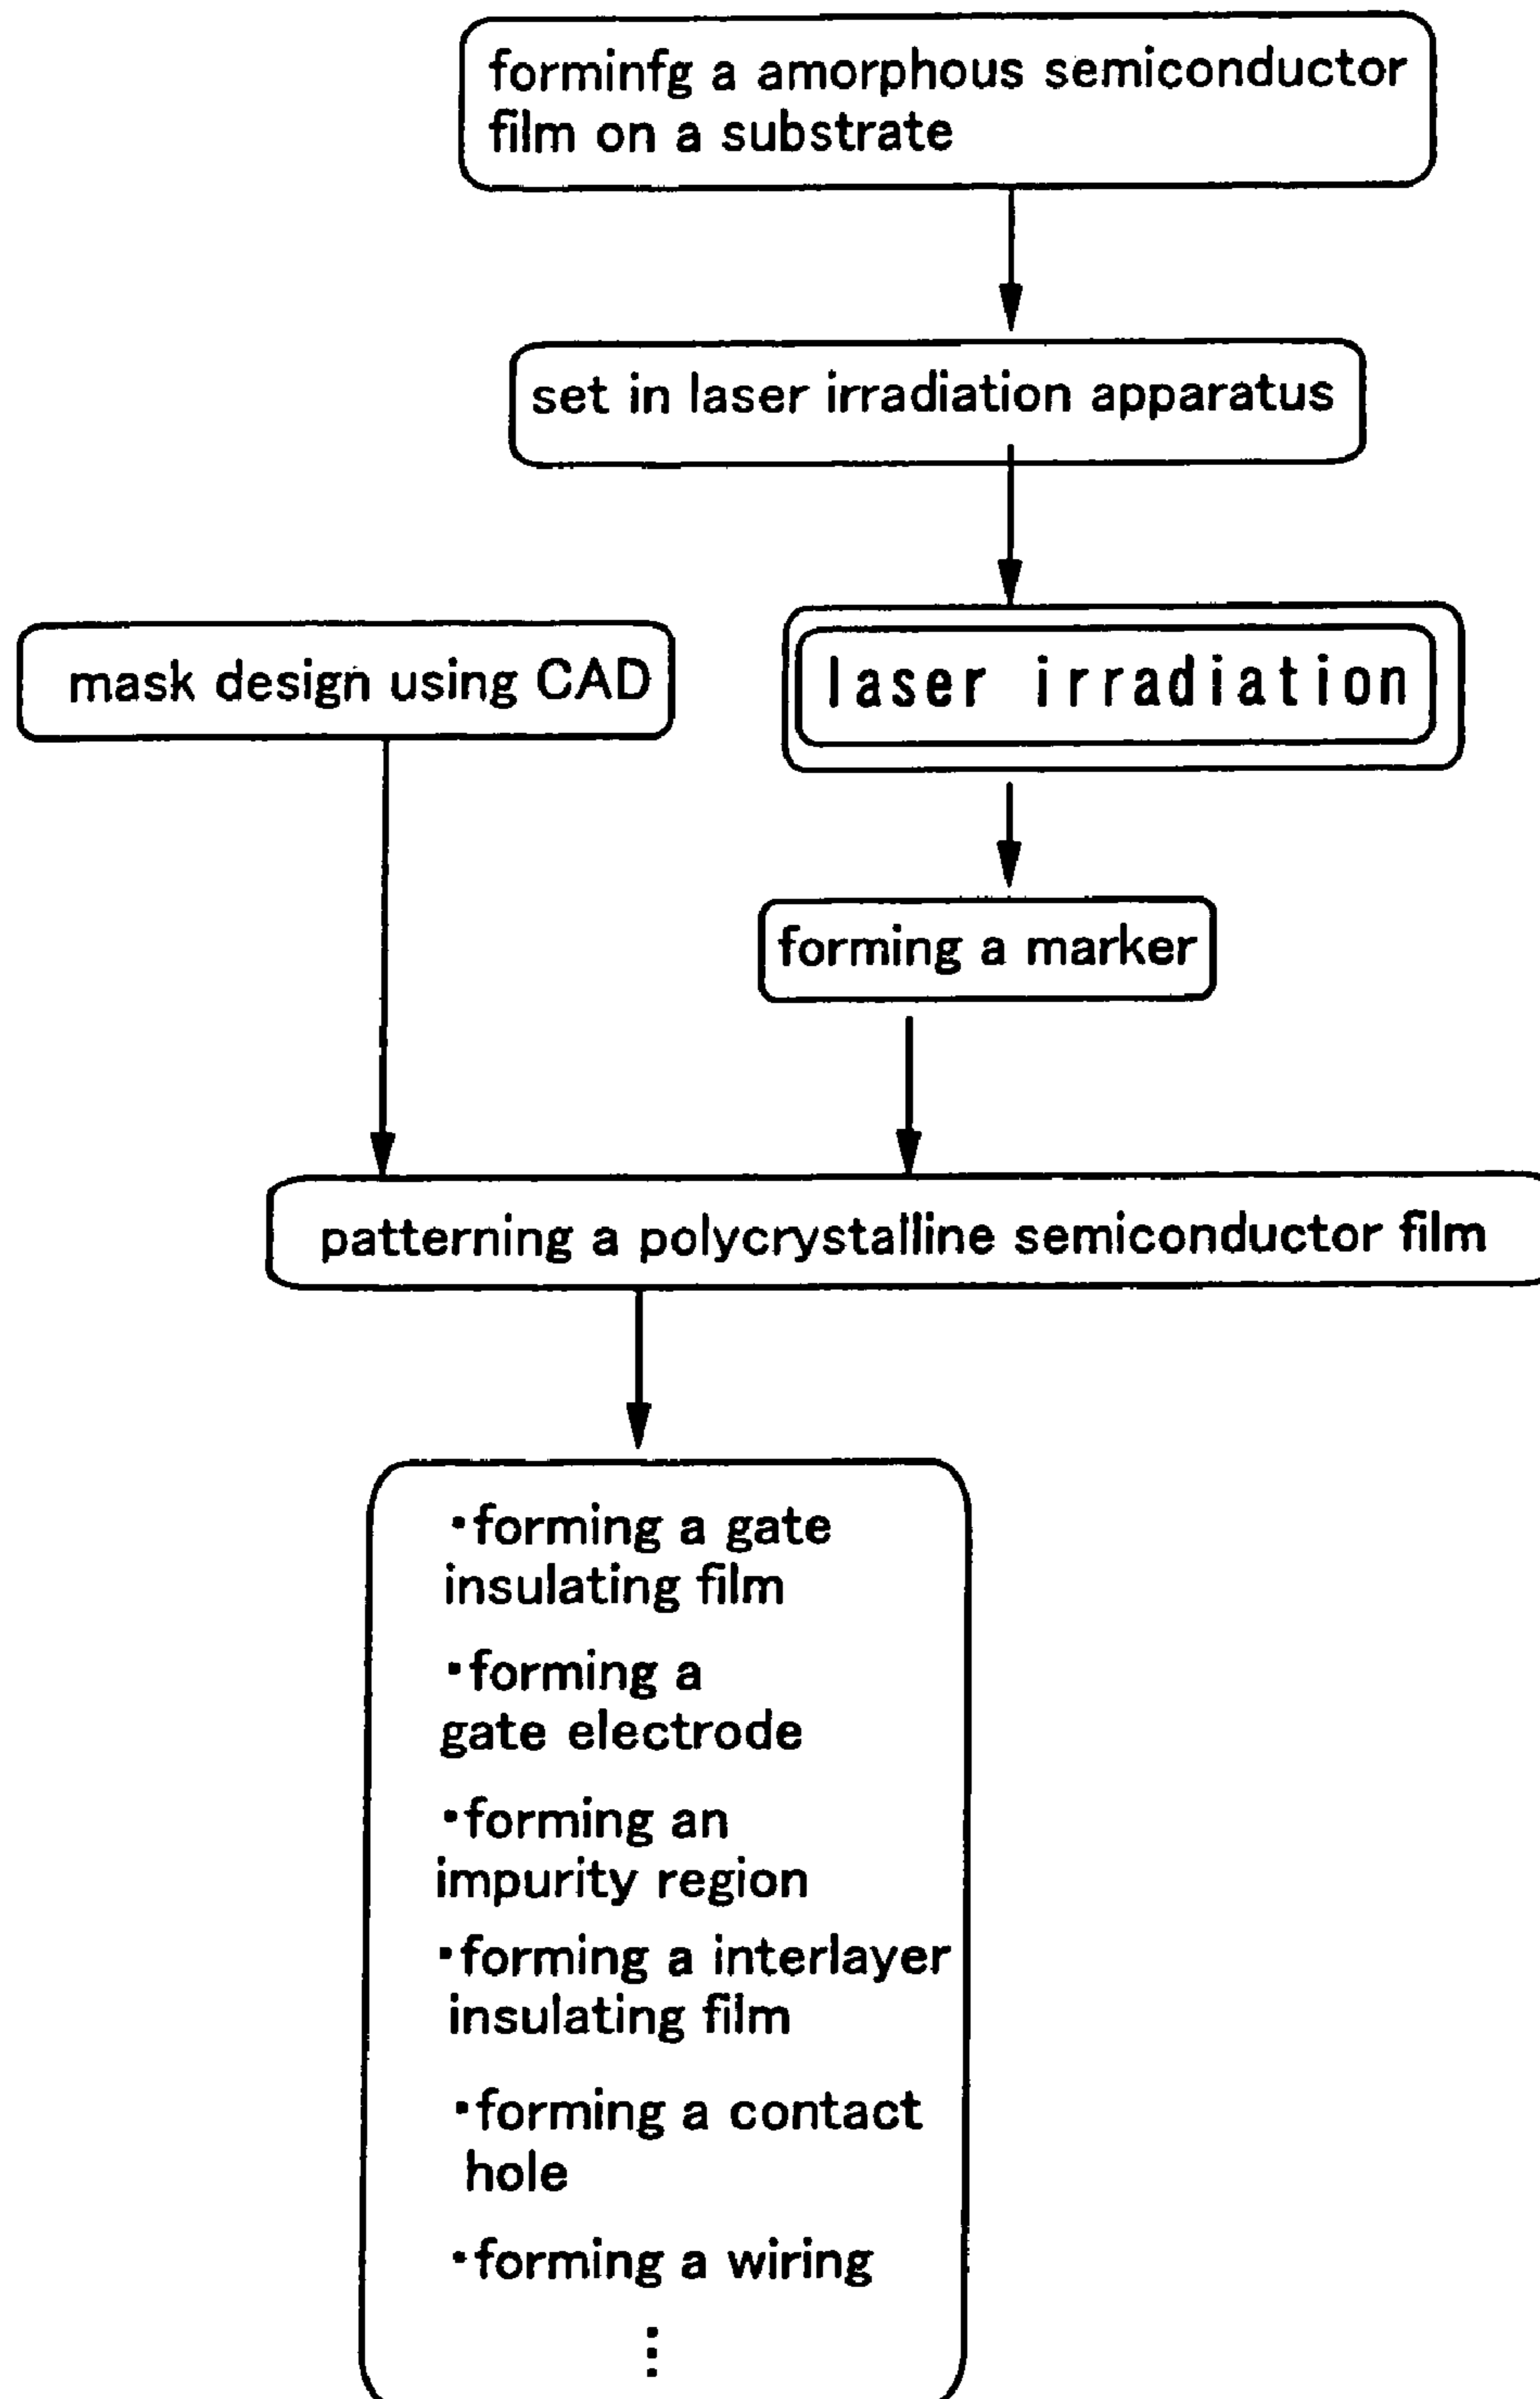 forminfg a amorphous semiconductor
film on a substrate
set in laser irradiation apparatus
mask design using CAD
laser irradiation
forming a marker
patterning a polycrystalline semiconductor film
・forming a gate
insulating film
・forming a
gate electrode
・forming an
impurity region
・forming a interlayer
insulating film
・forming a contact
hole
・forming a wiring
⋮